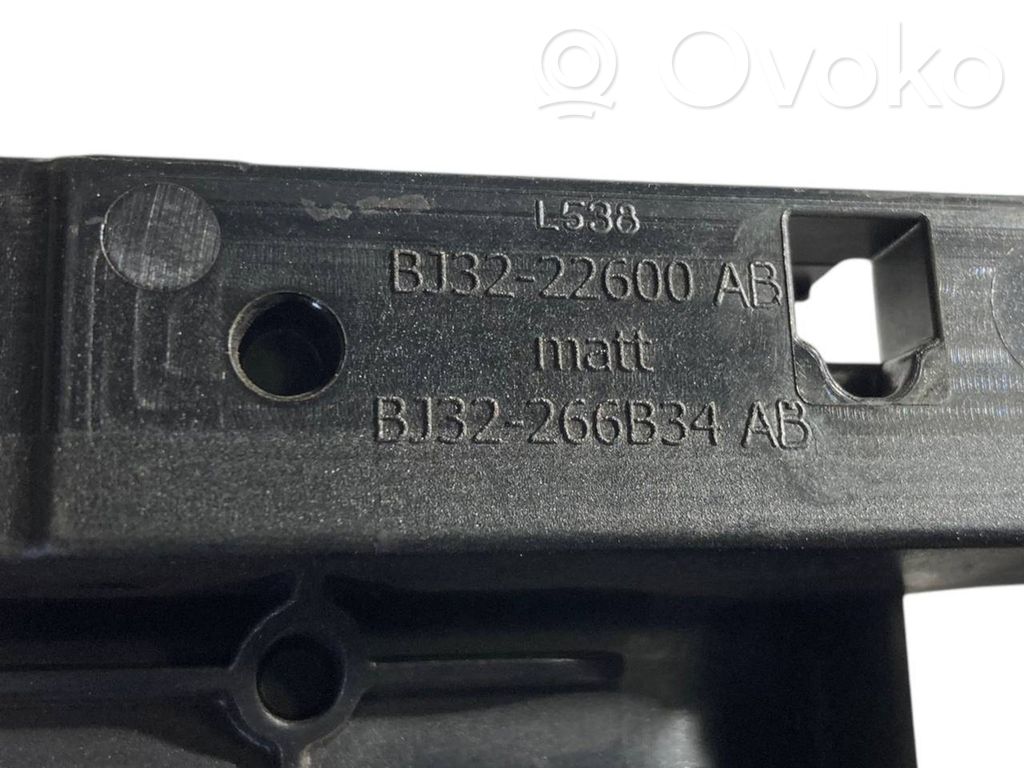 Ovoko
L538
BJ32-22600 AB
matt
BJ32-266B34 AB